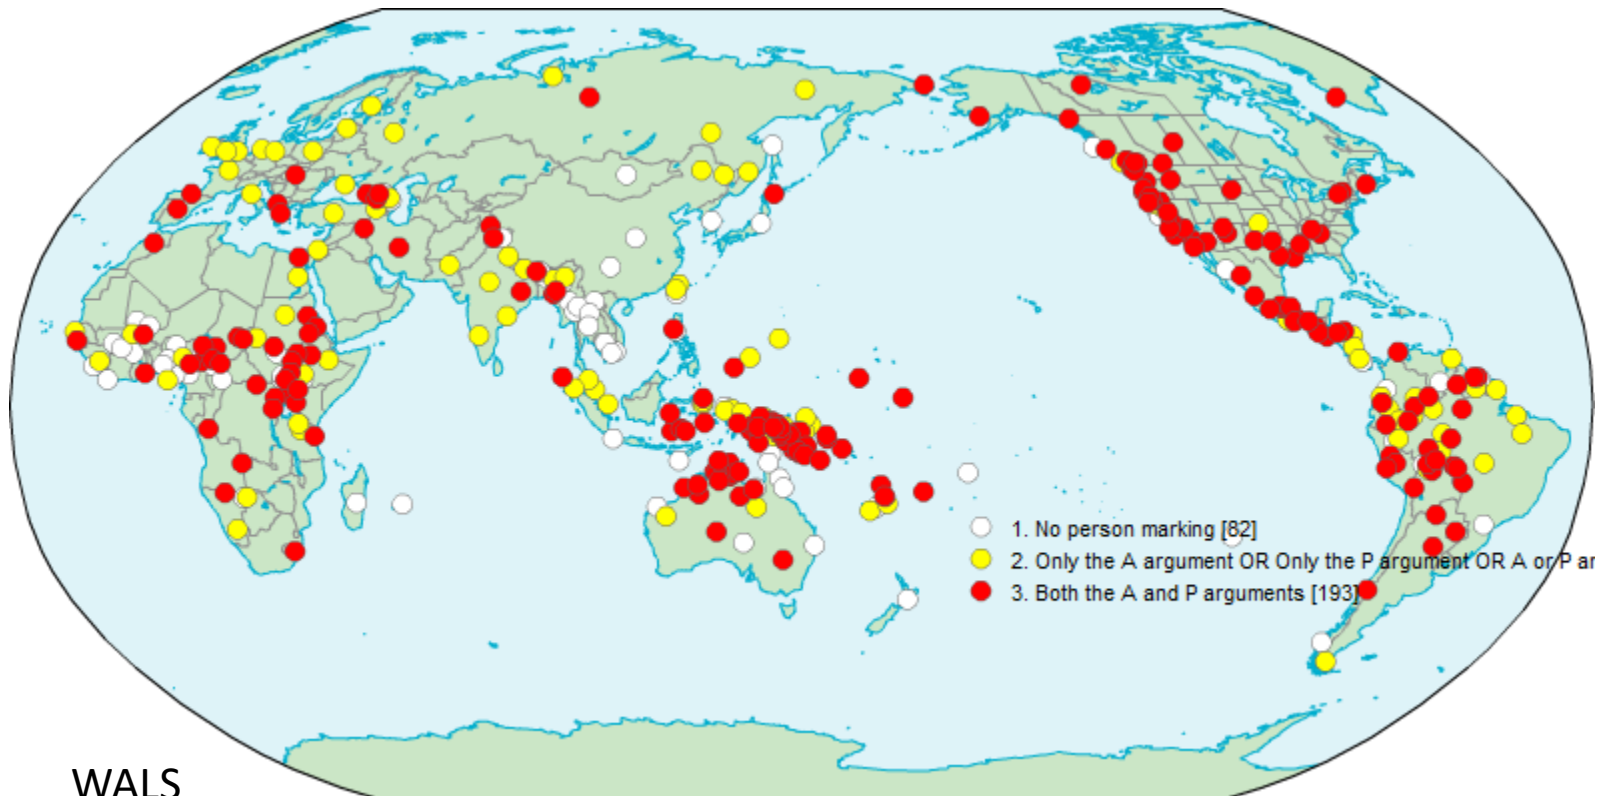 1. No person marking [82]
2. Only the A argument OR Only the P argument OR A or P ar
3. Both the A and P arguments [193]
WALS